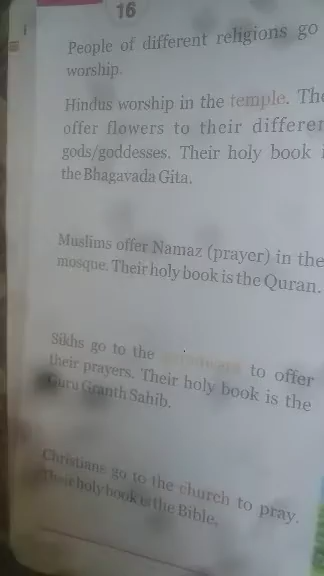 16
People of different religions go
worship.
Hindus worship in the temple. The
offer flowers to their differen
gods/goddesses. Their holy book
the Bhagavada Gita.
Muslims offer Namaz (prayer) in the
mosque. Their holy book is the Quran.
Sikhs go to the to offer
their prayers. Their holy book is the
Guru Granth Sahib.
Christians go to the church to pray.
Their holy book is the Bible.